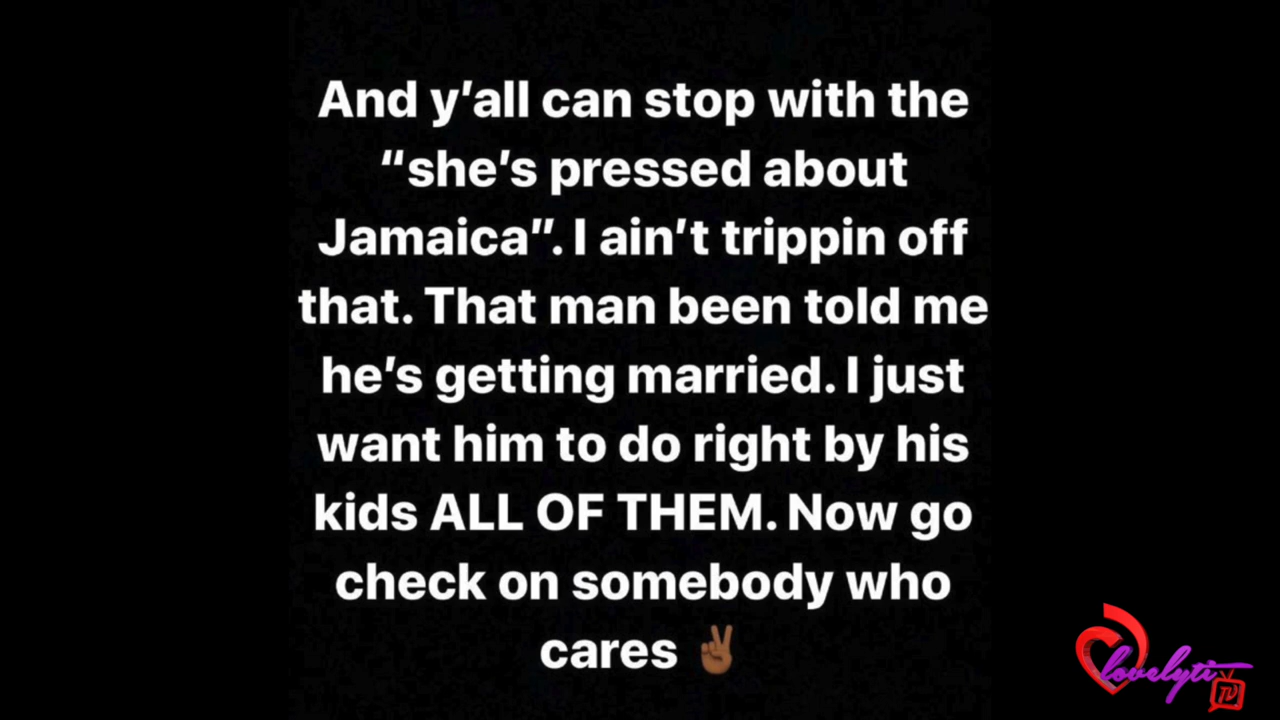 And y’all can stop with the
“she’s pressed about
Jamaica”. I ain’t trippin off
that. That man been told me
he’s getting married. I just
want him to do right by his
kids ALL OF THEM. Now go
check on somebody who
cares ✌🏾
lovelyti
TV